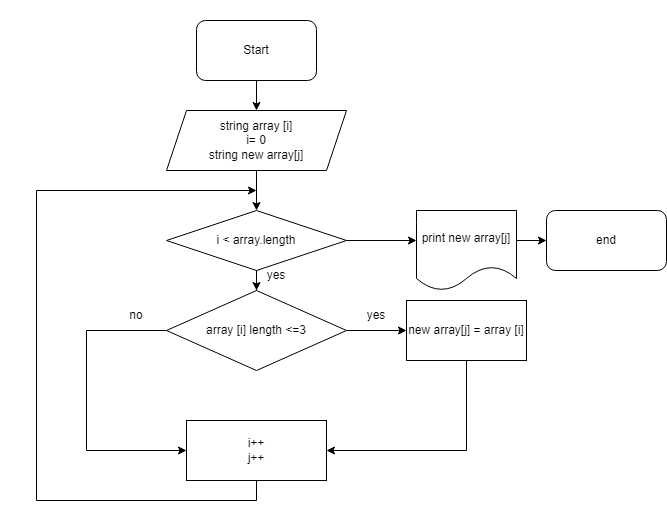 Start
string array [i]
i= 0
string new array[j]
i < array.length
print new array[j]
end
yes
no
array [i] length <=3
yes
new array[j] = array [i]
i++
j++